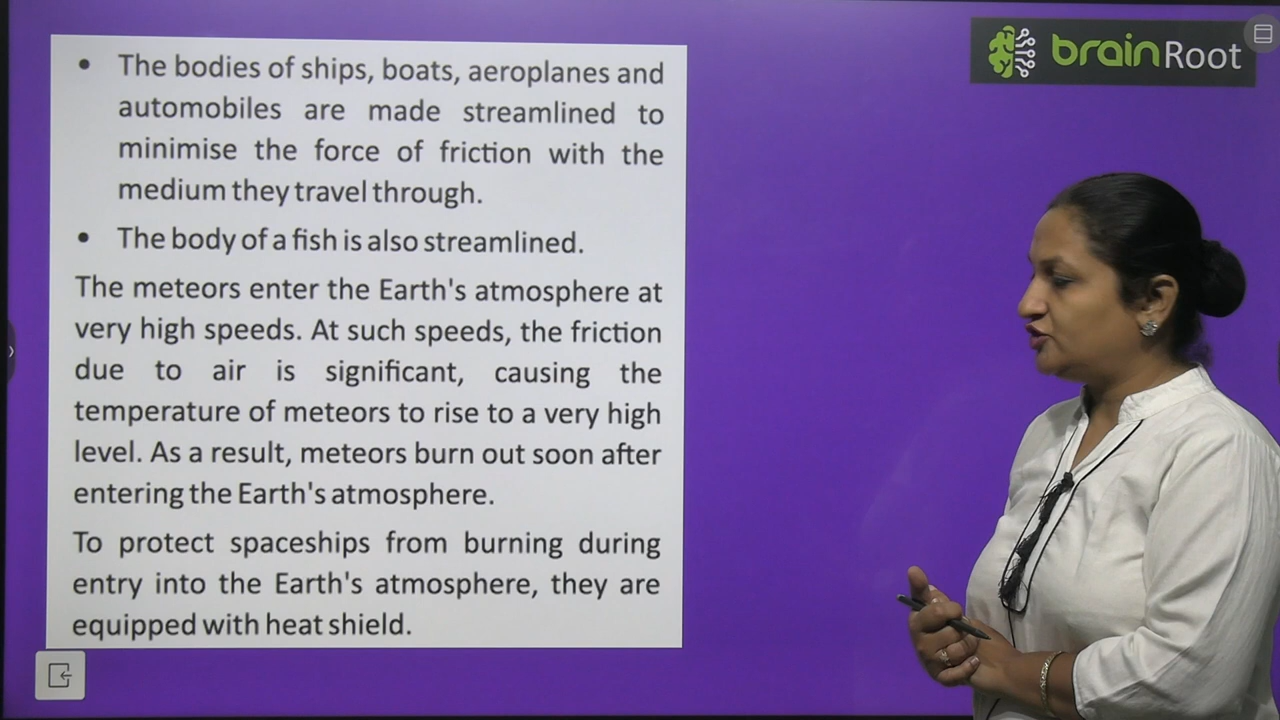 brainRoot
• The bodies of ships, boats, aeroplanes and
automobiles are made streamlined to
minimise the force of friction with the
medium they travel through.
• The body of a fish is also streamlined.
The meteors enter the Earth's atmosphere at
very high speeds. At such speeds, the friction
due to air is significant, causing the
temperature of meteors to rise to a very high
level. As a result, meteors burn out soon after
entering the Earth's atmosphere.
To protect spaceships from burning during
entry into the Earth's atmosphere, they are
equipped with heat shield.